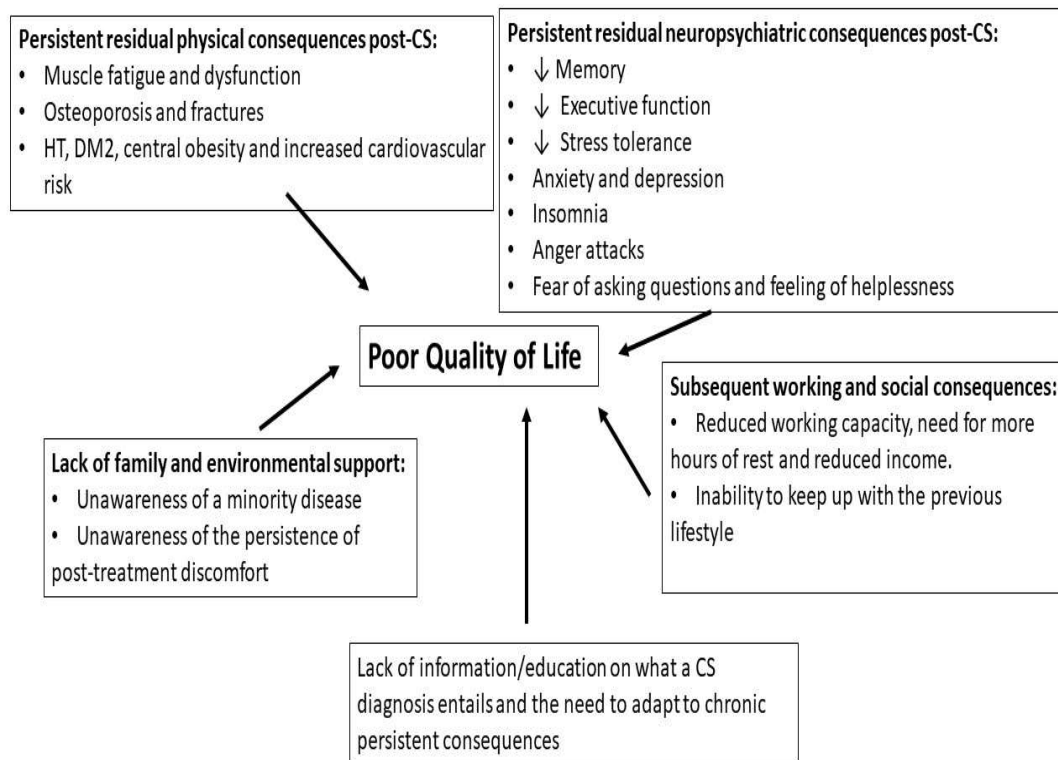 Persistent residual physical consequences post-CS:
• Muscle fatigue and dysfunction
• Osteoporosis and fractures
• HT, DM2, central obesity and increased cardiovascular
risk
Persistent residual neuropsychiatric consequences post-CS:
• ↓ Memory
• ↓ Executive function
• ↓ Stress tolerance
• Anxiety and depression
• Insomnia
• Anger attacks
• Fear of asking questions and feeling of helplessness
Poor Quality of Life
Lack of family and environmental support:
• Unawareness of a minority disease
• Unawareness of the persistence of
post-treatment discomfort
Subsequent working and social consequences:
• Reduced working capacity, need for more
hours of rest and reduced income.
• Inability to keep up with the previous
lifestyle
Lack of information/education on what a CS
diagnosis entails and the need to adapt to chronic
persistent consequences